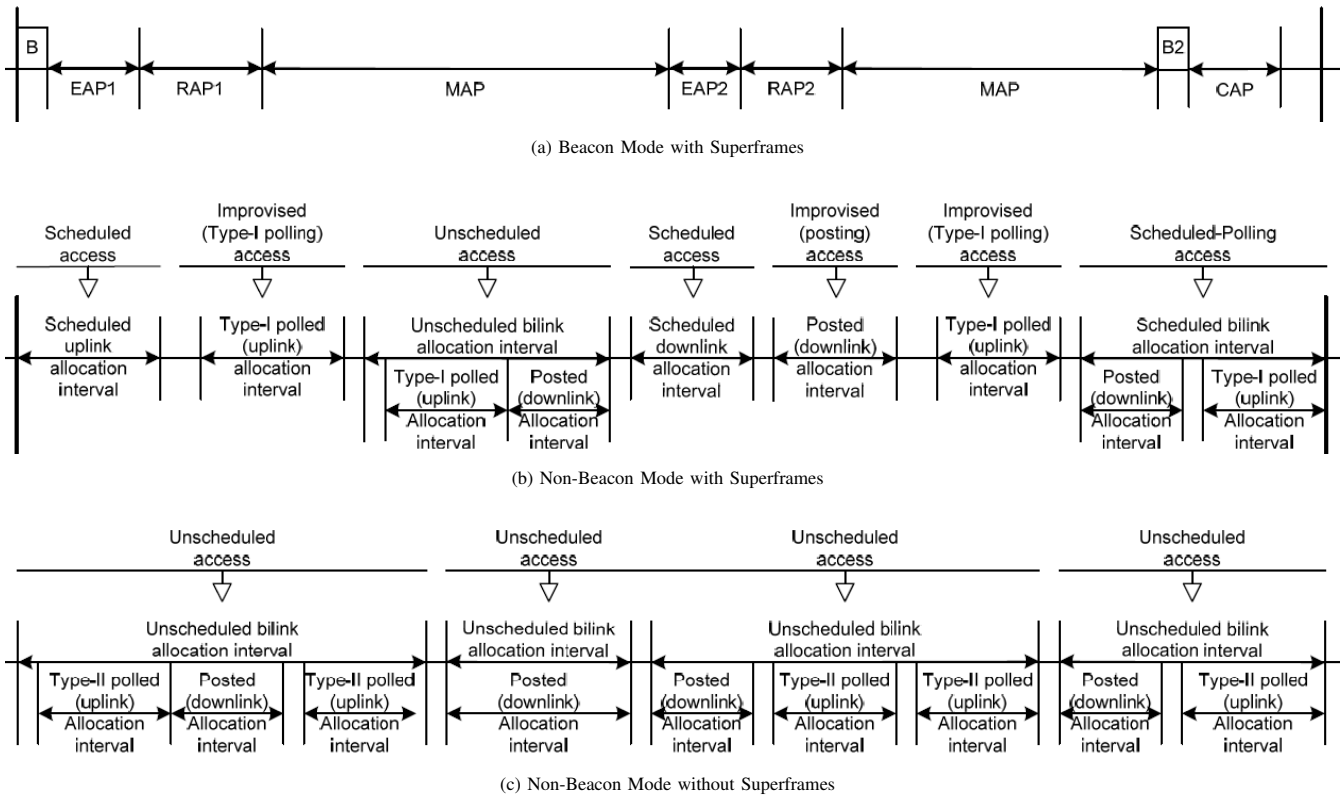 B
B2
EAP1
RAP1
MAP
EAP2
RAP2
MAP
CAP
(a) Beacon Mode with Superframes
Scheduled
access
Improvised
(Type-I polling)
access
Unscheduled
access
Scheduled
access
Improvised
(posting)
access
Improvised
(Type-I polling)
access
Scheduled-Polling
access
Scheduled
uplink
allocation
interval
Type-I polled
(uplink)
allocation
interval
Unscheduled bilink
allocation interval
Type-I polled
(uplink)
Allocation
interval
Posted
(downlink)
Allocation
interval
Scheduled
downlink
allocation
interval
Posted
(downlink)
allocation
interval
Type-I polled
(uplink)
allocation
interval
Scheduled bilink
allocation interval
Posted
(downlink)
Allocation
interval
Type-I polled
(uplink)
Allocation
interval
(b) Non-Beacon Mode with Superframes
Unscheduled
access
Unscheduled
access
Unscheduled
access
Unscheduled
access
Unscheduled bilink
allocation interval
Type-II polled
(uplink)
Allocation
interval
Posted
(downlink)
Allocation
interval
Type-II polled
(uplink)
Allocation
interval
Unscheduled bilink
allocation interval
Posted
(downlink)
Allocation
interval
Unscheduled bilink
allocation interval
Posted
(downlink)
Allocation
interval
Type-II polled
(uplink)
Allocation
interval
Type-II polled
(uplink)
Allocation
interval
Unscheduled bilink
allocation interval
Posted
(downlink)
Allocation
interval
Type-II polled
(uplink)
Allocation
interval
(c) Non-Beacon Mode without Superframes